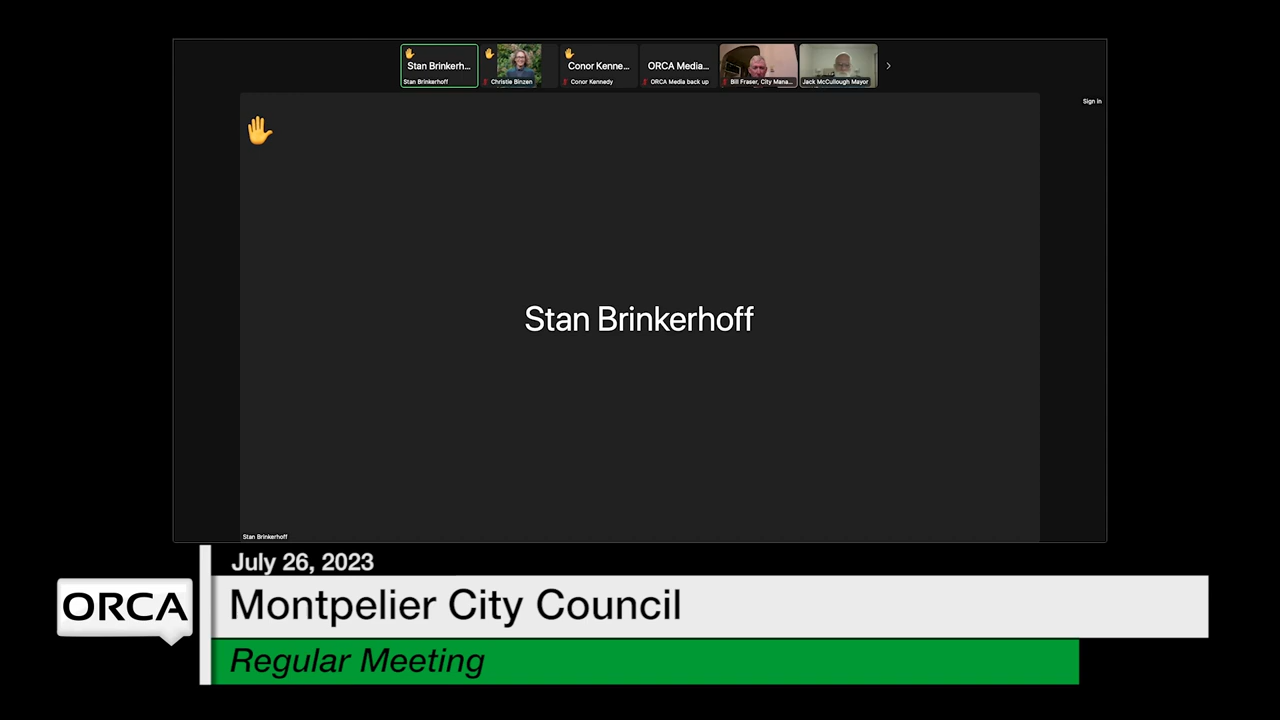 Stan Brinkerh...
Stan Brinkerhoff
Christie Binzen
Conor Kenne...
Conor Kennedy
ORCA Media...
ORCA Media back up
Bill Fraser, City Mana...
Jack McCullough Mayor
Sign In
Stan Brinkerhoff
Stan Brinkerhoff
July 26, 2023
ORCA
Montpelier City Council
Regular Meeting